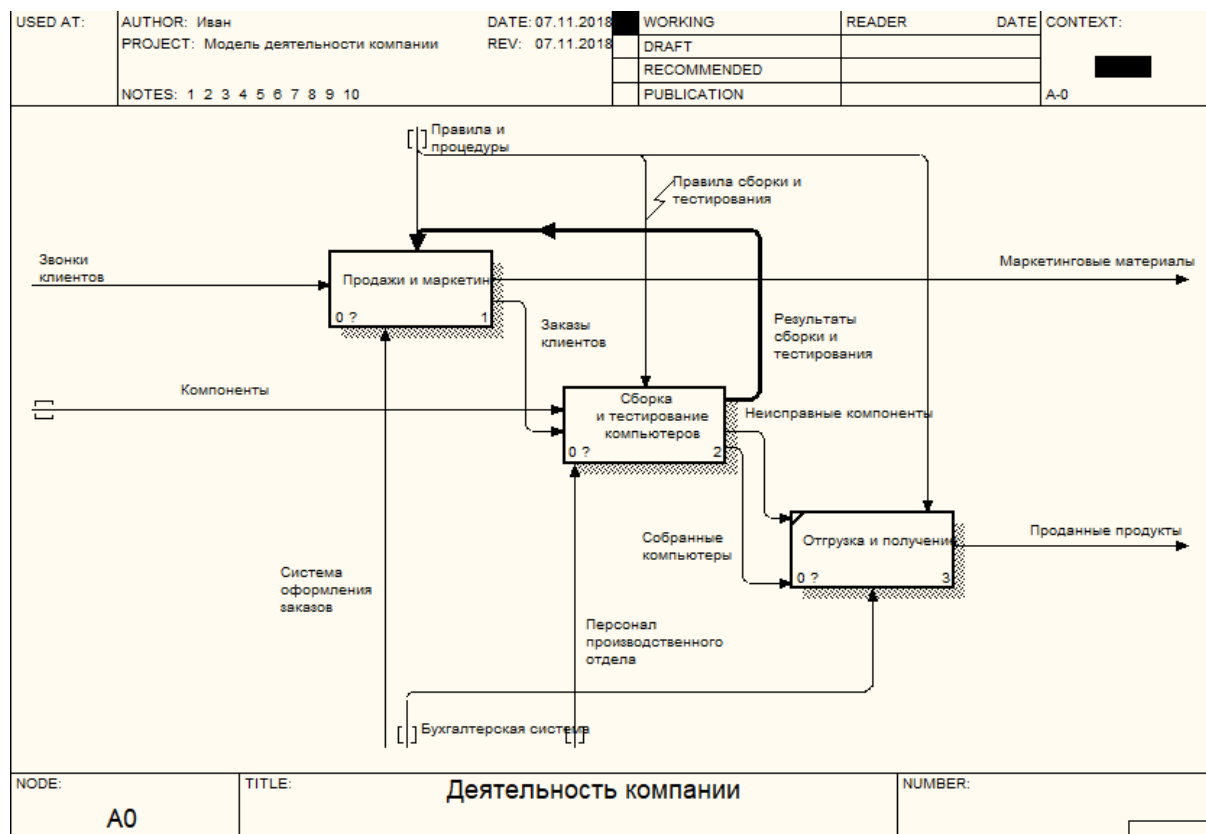 USED AT:
AUTHOR: Иван
DATE: 07.11.2018
WORKING
READER
DATE
CONTEXT:
PROJECT: Модель деятельности компании
REV: 07.11.2018
DRAFT
RECOMMENDED
NOTES: 1 2 3 4 5 6 7 8 9 10
PUBLICATION
A-0
Правила и
процедуры
Правила сборки и
тестирования
Звонки
клиентов
Продажи и маркетин
0 ?
1
Маркетинговые материалы
Заказы
клиентов
Результаты
сборки и
тестирования
Компоненты
Сборка
и тестирование
компьютеров
0 ?
2
Неисправные компоненты
Собранные
компьютеры
Отгрузка и получение
0 ?
3
Проданные продукты
Система
оформления
заказов
Персонал
производственного
отдела
Бухгалтерская система
NODE:
A0
TITLE:
Деятельность компании
NUMBER: